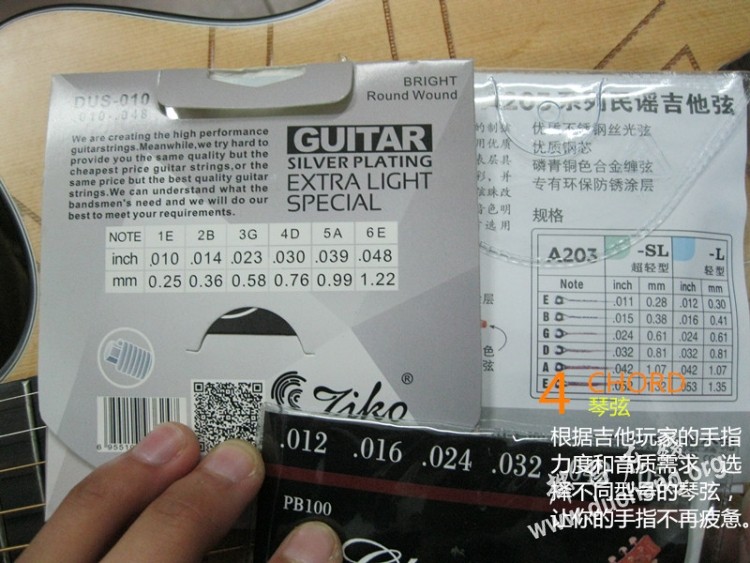 DUS-010
.010-.048
BRIGHT
Round Wound
We are creating the high performance
guitarstrings.Meanwhile,we try hard to
provide you the same quality but the
cheapest price guitar strings,or the
same price but the best quality guitar
strings.We can understand what the
bandsmen's need and we will do our
best to meet your requirements.
GUITAR
SILVER PLATING
EXTRA LIGHT
SPECIAL
NOTE 1E 2B 3G 4D 5A 6E
inch .010 .014 .023 .030 .039 .048
mm 0.25 0.36 0.58 0.76 0.99 1.22
Ziko ®
系列民谣吉他弦
优质不锈钢丝光弦
优质钢芯
磷青铜色合金缠弦
专有环保防锈涂层
规格
A203 -SL -L
超轻型 轻型
Note inch mm inch mm
E .011 0.28 .012 0.30
B .015 0.38 .016 0.41
G .024 0.61 .024 0.61
D .032 0.81 .032 0.81
A .042 1.07 .042 1.07
E 1.35
.012 .016 .024 .032
PB100
4 CHORD
琴弦
根据吉他玩家的手指
力度和音质需求，选
择不同型号的琴弦，
让你的手指不再疲惫。